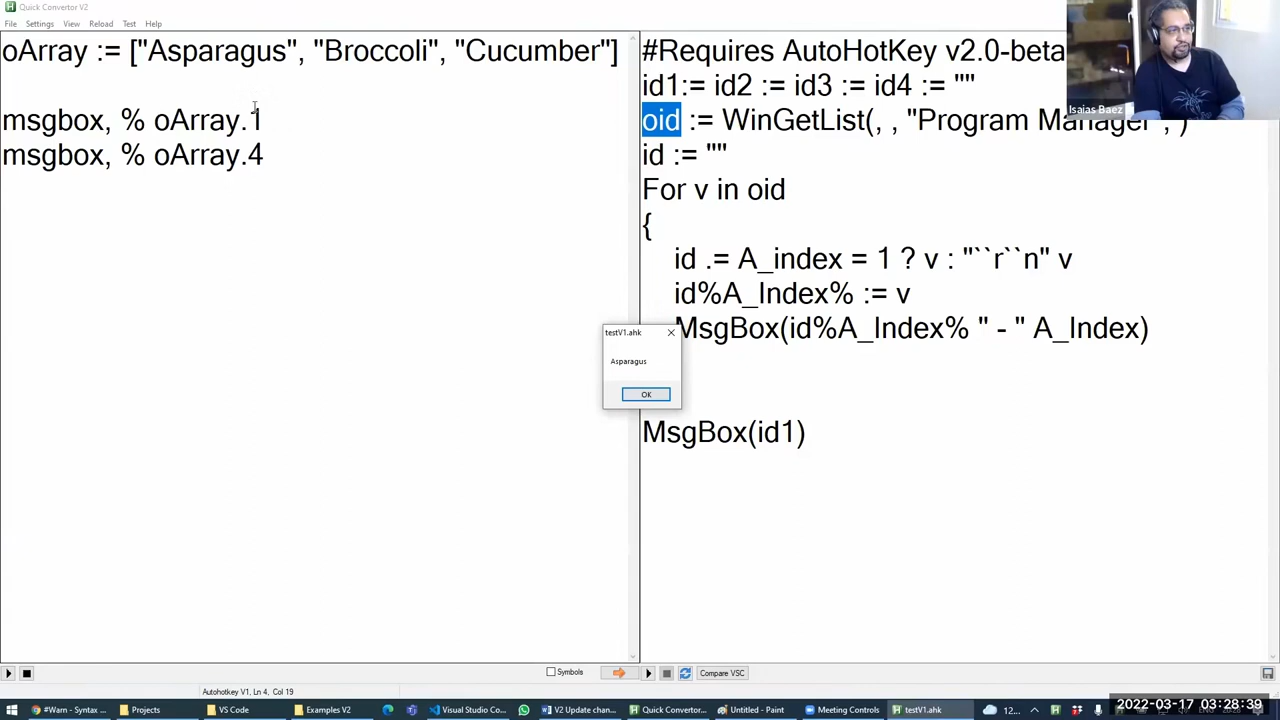 Quick Convertor V2
File Settings View Reload Test Help
oArray := ["Asparagus", "Broccoli", "Cucumber"]
msgbox, % oArray.1
msgbox, % oArray.4
#Requires AutoHotKey v2.0-beta
id1:= id2 := id3 := id4 := ""
oid := WinGetList(, , "Program Manager", )
id := ""
For v in oid
{
id .= A_index = 1 ? v : "``r``n" v
id%A_Index% := v
MsgBox(id%A_Index% " - " A_Index)
MsgBox(id1)
Isaias Baez
testV1.ahk
Asparagus
OK
Symbols
Compare VSC
Autohotkey V1, Ln 4, Col 19
#Warn - Syntax ...
Projects
VS Code
Examples V2
Visual Studio Co...
V2 Update chan...
Quick Convertor...
Untitled - Paint
Meeting Controls
testV1.ahk
12...
2022-03-17 03:28:39